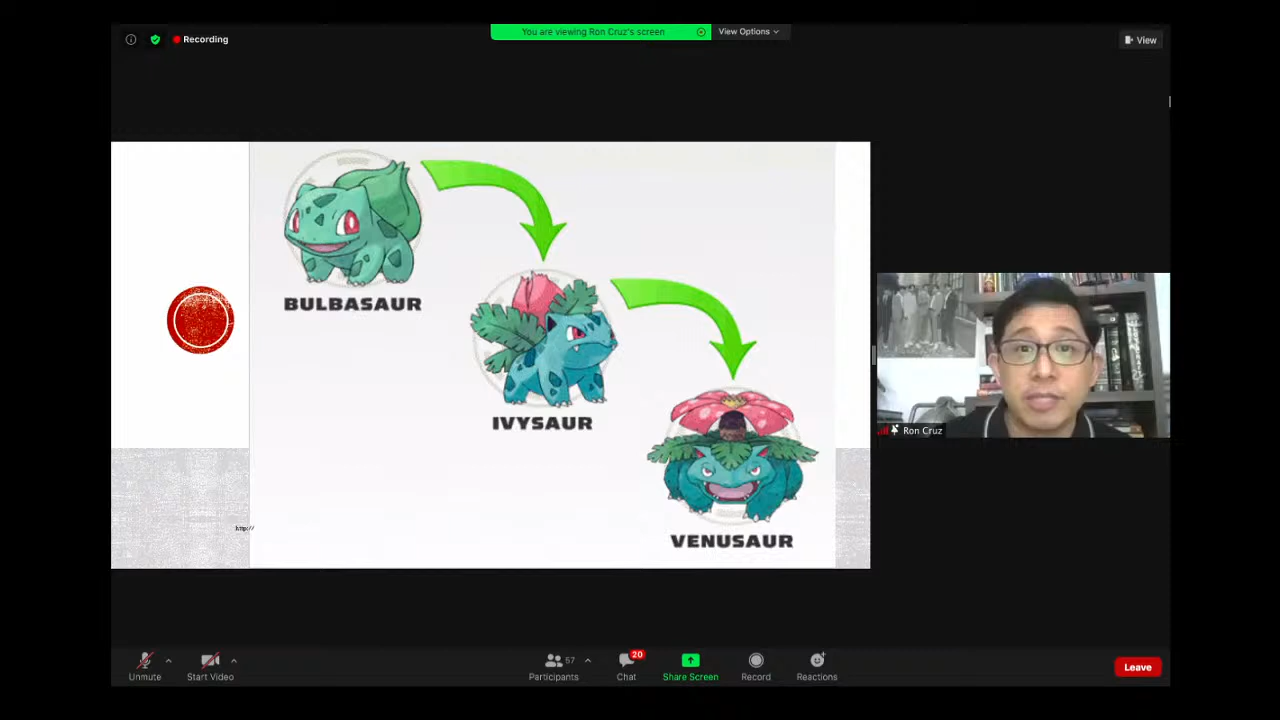 Recording
You are viewing Ron Cruz's screen
View Options
View
BULBASAUR
IVYSAUR
VENUSAUR
http://
Ron Cruz
Unmute
Start Video
57
Participants
20
Chat
Share Screen
Record
Reactions
Leave